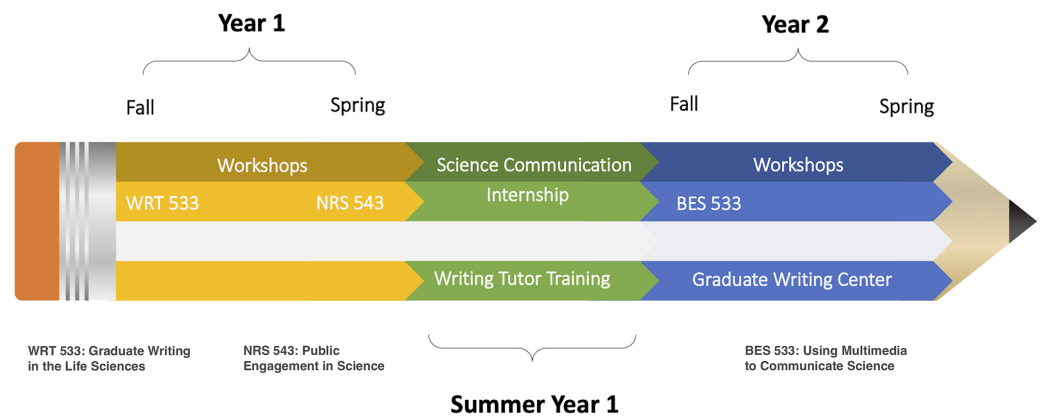 Year 1
Year 2
Fall
Spring
Fall
Spring
Workshops
Science Communication
Internship
Workshops
WRT 533
NRS 543
BES 533
Writing Tutor Training
Graduate Writing Center
WRT 533: Graduate Writing
in the Life Sciences
NRS 543: Public
Engagement in Science
BES 533: Using Multimedia
to Communicate Science
Summer Year 1